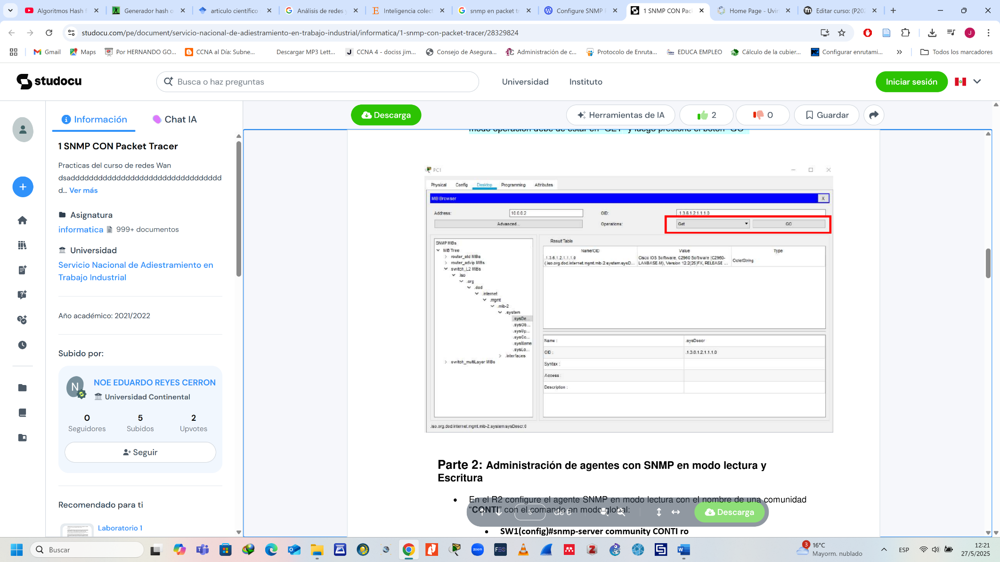 Algoritmos Hash f
Generador hash o
articulo científico
Análisis de redes y
Inteligencia colect
snmp en packet tr
Configure SNMP
1 SNMP CON Pack
Home Page - Uvir
Editar curso: (P202
studocu.com/pe/document/servicio-nacional-de-adiestramiento-en-trabajo-industrial/informatica/1-snmp-con-packet-tracer/28329824
J
Gmail
Maps
Por HERNANDO GO...
CCNA al Día: Subne...
Descargar MP3 Lett...
CCNA 4 - dociss jim...
Consejo de Asegura...
Administración de c...
Protocolo de Enruta...
EDUCA EMPLEO
Cálculo de la cubier...
Configurar enrutami...
Todos los marcadores
studocu
Busca o haz preguntas
Universidad
Instituto
Iniciar sesión
Información
Chat IA
Descarga
Herramientas de IA
2
0
Guardar
1 SNMP CON Packet Tracer
Practicas del curso de redes Wan
dsadddddddddddddddddddddddddddddddddd
d... Ver más
Asignatura
informatica 999+ documentos
Universidad
Servicio Nacional de Adiestramiento en
Trabajo Industrial
Año académico: 2021/2022
Subido por:
N
NOE EDUARDO REYES CERRON
Universidad Continental
0 5 2
Seguidores Subidos Upvotes
Seguir
Recomendado para ti
Laboratorio 1
modo operación debe de estar en "GET" y luego presione el botón "GO"
PC1
Physical Config Desktop Programming Attributes
MIB Browser
X
Address: 10.0.0.2 OID: .1.3.6.1.2.1.1.1.0
Advanced... Operations: Get GO
SNMP MIBs
MIB Tree
router_std MIBs
router_advip MIBs
switch_L2 MIBs
.iso
.org
.dod
.internet
.mgmt
.mib-2
.system
.sysDe...
.sysOb...
.sysUp...
.sysCo...
.sysName
.sysLo...
.interfaces
switch_multiLayer MIBs
Result Table
Name/OID Value Type
.1.3.6.1.2.1.1.1.0
(.iso.org.dod.internet.mgmt.mib-2.system.sysD...
Cisco IOS Software, C2960 Software (C2960-
LANBASE-M), Version 12.2(25)FX, RELEASE ...
OctetString
Name : .sysDescr
OID : .1.3.6.1.2.1.1.1.0
Syntax :
Access :
Description :
.iso.org.dod.internet.mgmt.mib-2.system.sysDescr.0
Parte 2: Administración de agentes con SNMP en modo lectura y
Escritura
• En el R2 configure el agente SNMP en modo lectura con el nombre de una comunidad
"CONTI" con el comando en modo global:
3 de 6
Descarga
• SW1(config)#snmp-server community CONTI ro
Buscar
zoom
3
16°C
Mayorm. nublado
ESP
12:21
27/5/2025